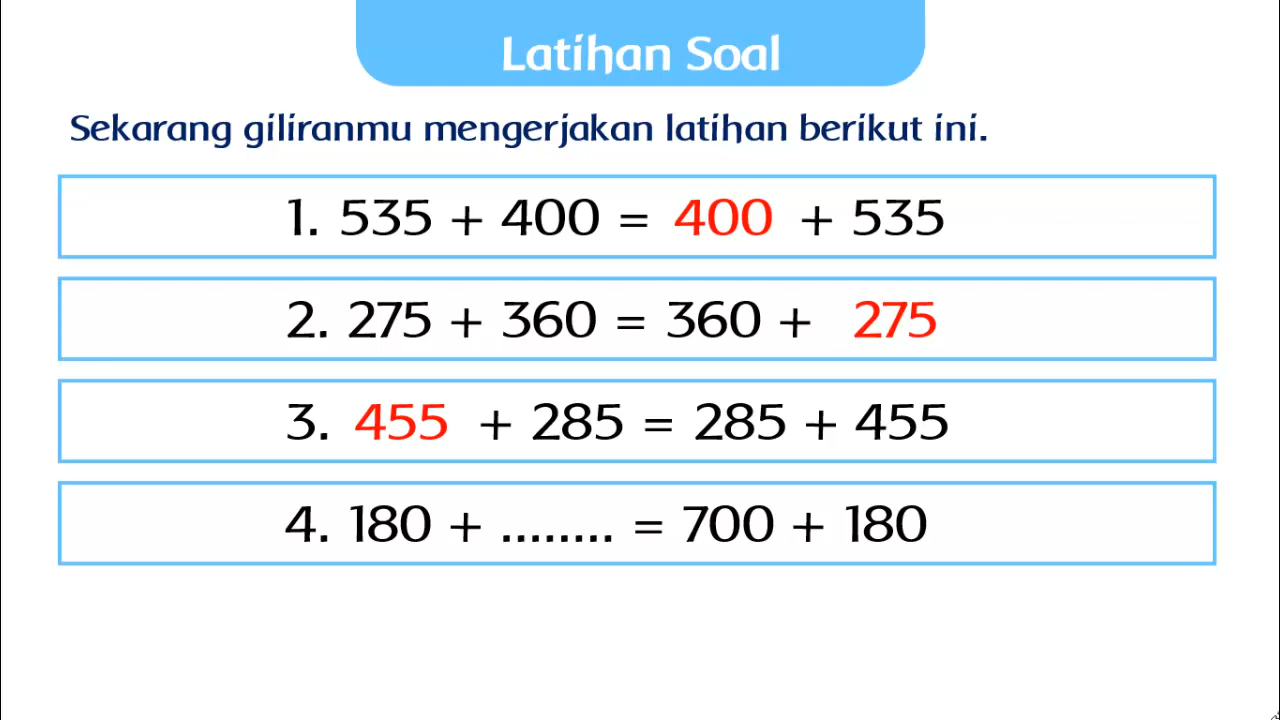 Latihan Soal
Sekarang giliranmu mengerjakan latihan berikut ini.
1. 535 + 400 = 400 + 535
2. 275 + 360 = 360 + 275
3. 455 + 285 = 285 + 455
4. 180 + ........ = 700 + 180